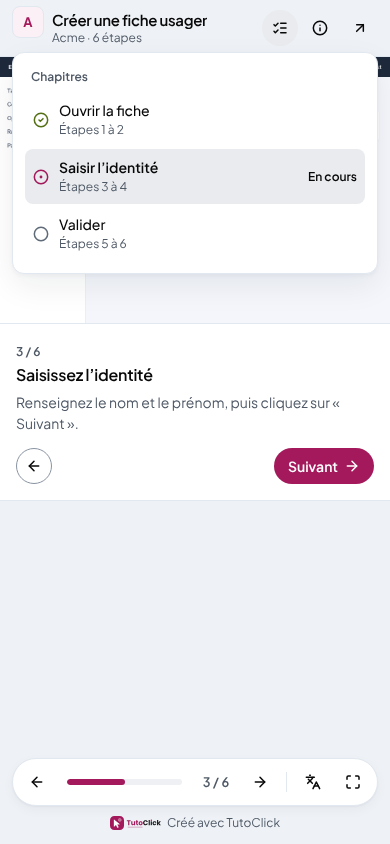 A
Créer une fiche usager
Acme · 6 étapes
Chapitres
Ouvrir la fiche
Étapes 1 à 2
Saisir l’identité
Étapes 3 à 4
En cours
Valider
Étapes 5 à 6
3 / 6
Saisissez l’identité
Renseignez le nom et le prénom, puis cliquez sur «
Suivant ».
Suivant
3 / 6
TutoClick
Créé avec TutoClick